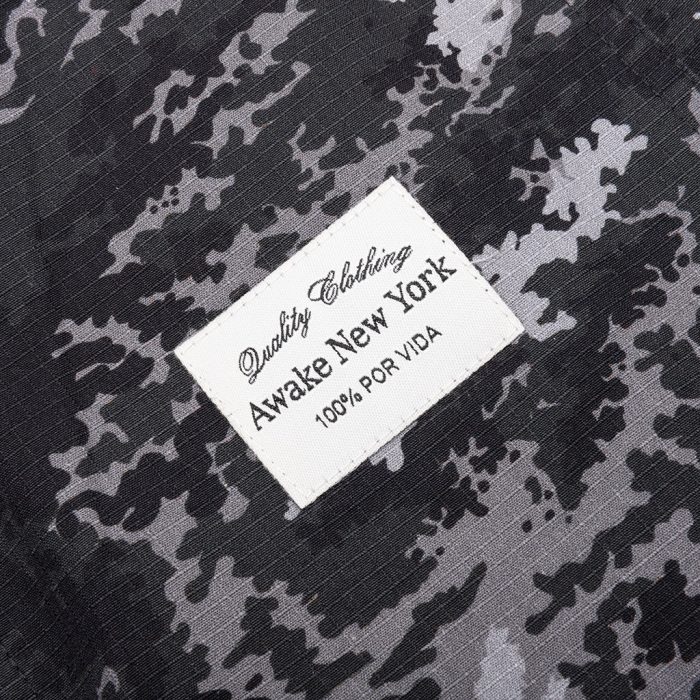 Quality Clothing
Awake New York
100% POR VIDA